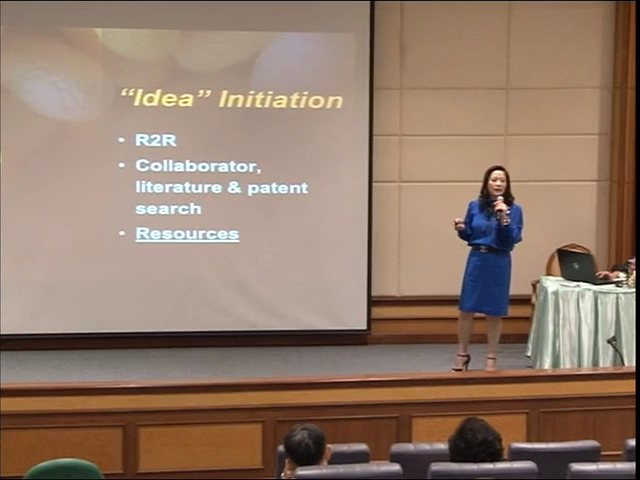 “Idea” Initiation
• R2R
• Collaborator,
literature & patent
search
• Resources